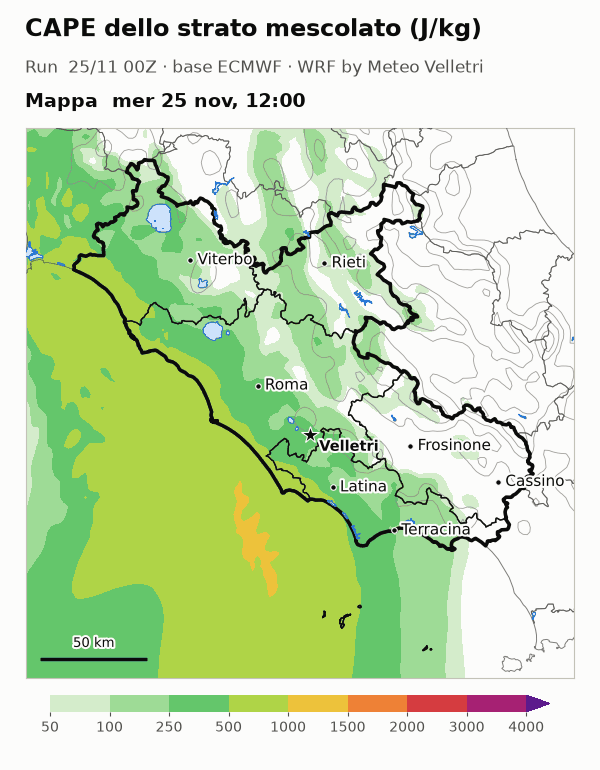 CAPE dello strato mescolato (J/kg)
Run  25/11 00Z · base ECMWF · WRF by Meteo Velletri
Mappa  mer 25 nov, 12:00
Viterbo
Rieti
Roma
Velletri
Frosinone
Latina
Cassino
Terracina
50 km
50 100 250 500 1000 1500 2000 3000 4000